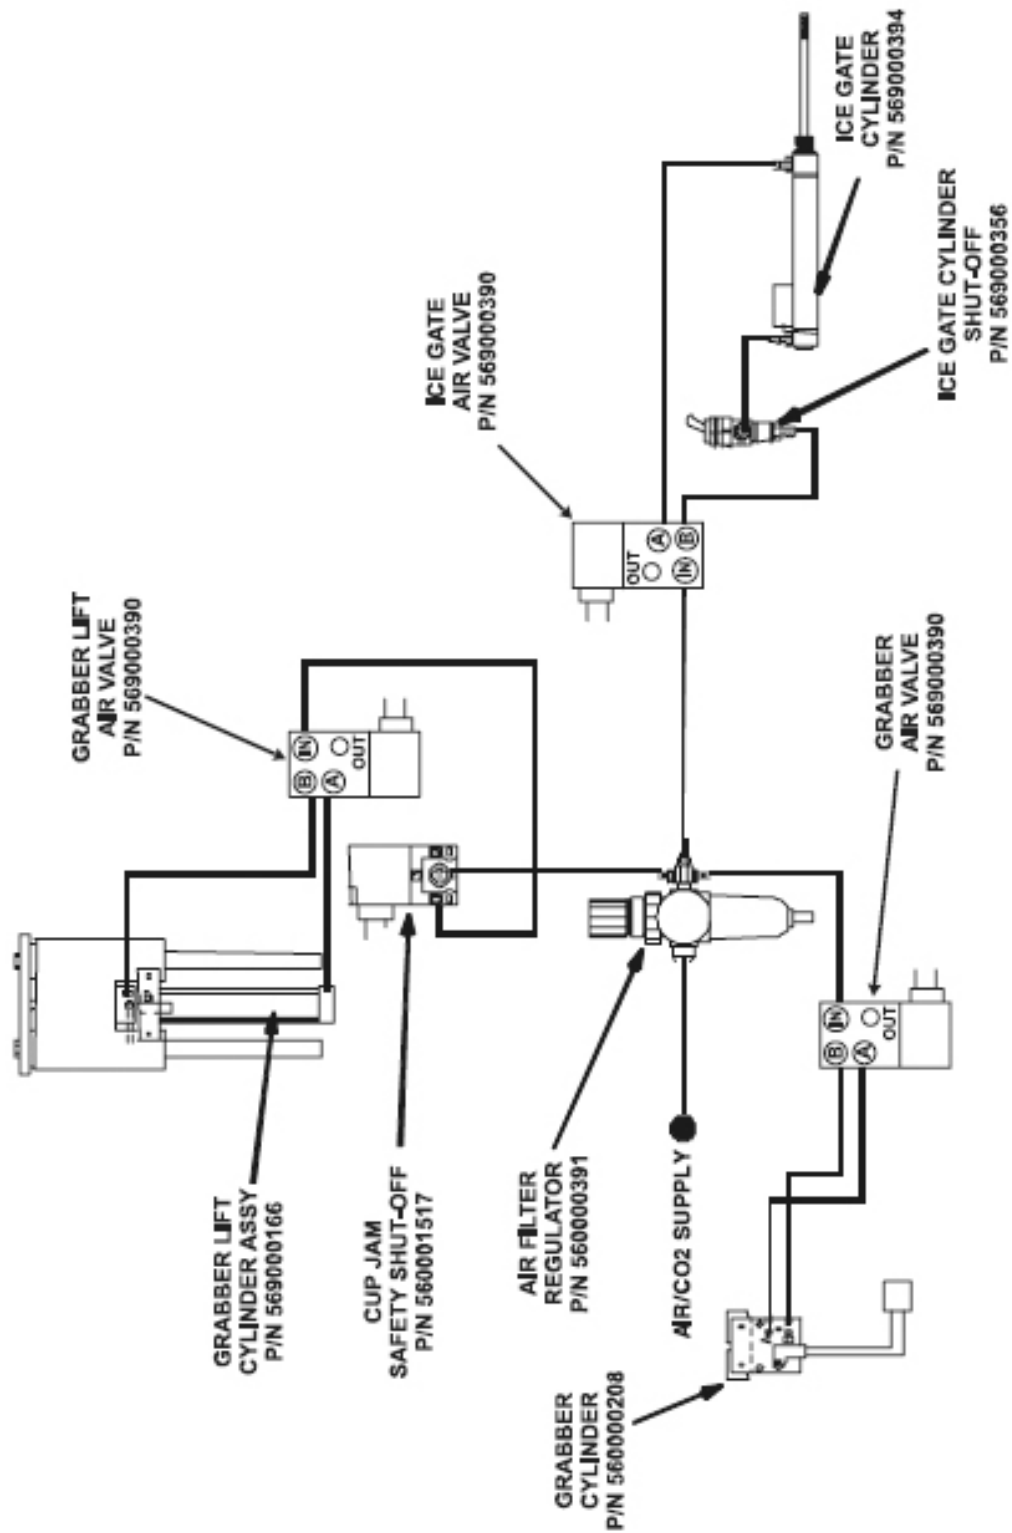 GRABBER LIFT
CYLINDER ASSY
P/N 569000166
GRABBER LIFT
AIR VALVE
P/N 569000390
B
IN
A
OUT
CUP JAM
SAFETY SHUT-OFF
P/N 560001517
ICE GATE
AIR VALVE
P/N 569000390
OUT
A
IN
B
AIR FILTER
REGULATOR
P/N 560000391
AIR/CO2 SUPPLY
ICE GATE
CYLINDER
P/N 569000394
ICE GATE CYLINDER
SHUT-OFF
P/N 569000356
GRABBER
CYLINDER
P/N 560000208
GRABBER
AIR VALVE
P/N 569000390
B
IN
A
OUT